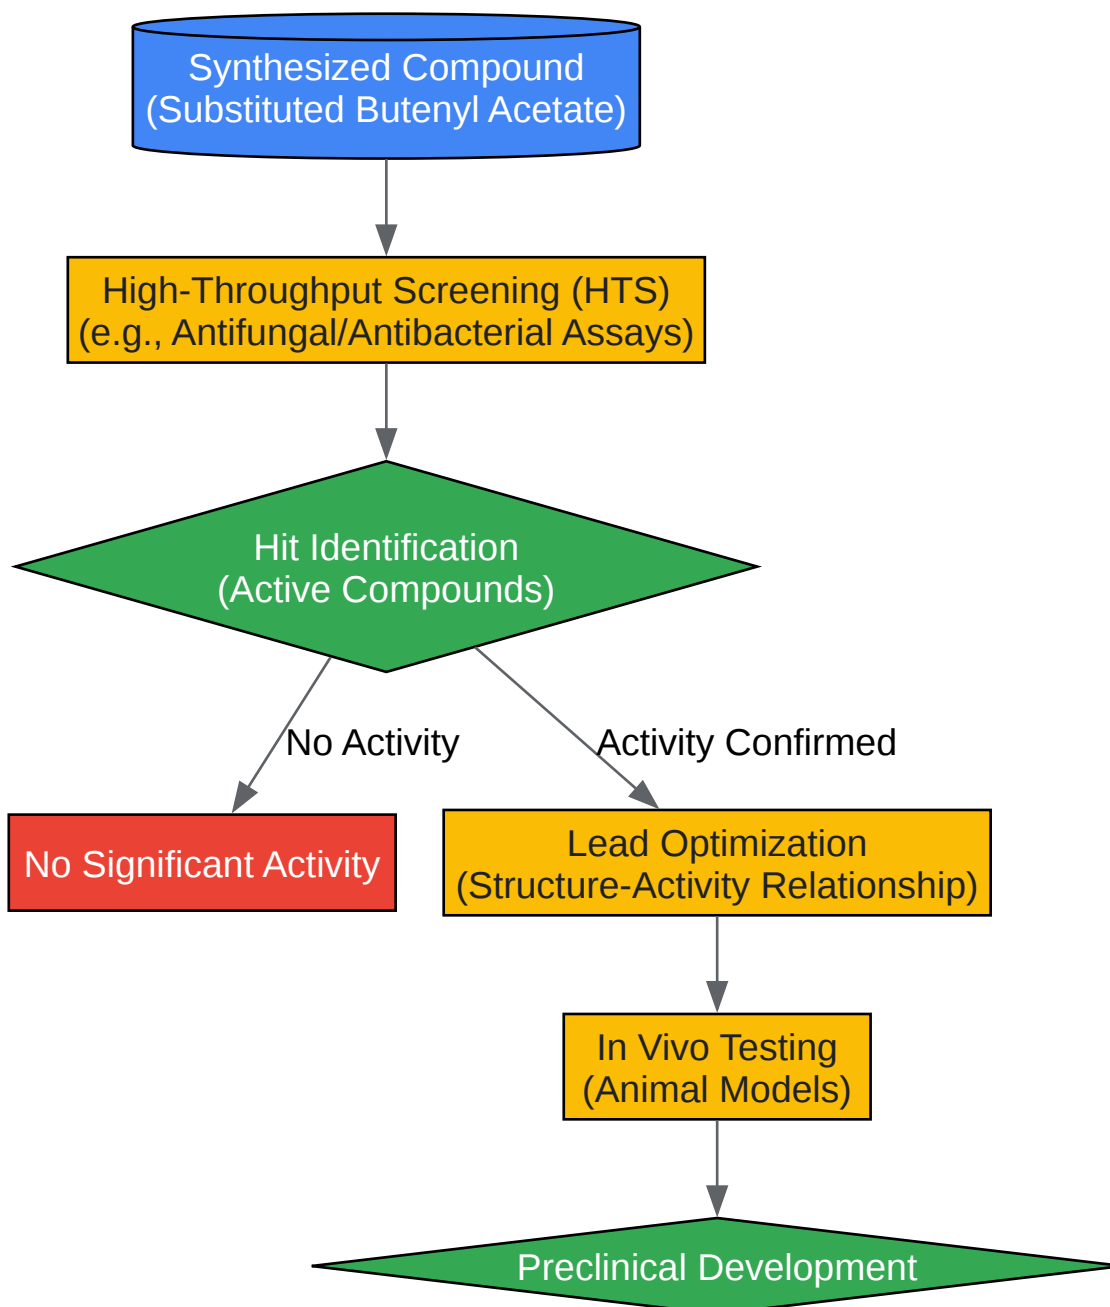 Synthesized Compound
(Substituted Butenyl Acetate)
High-Throughput Screening (HTS)
(e.g., Antifungal/Antibacterial Assays)
Hit Identification
(Active Compounds)
No Activity
Activity Confirmed
No Significant Activity
Lead Optimization
(Structure-Activity Relationship)
In Vivo Testing
(Animal Models)
Preclinical Development